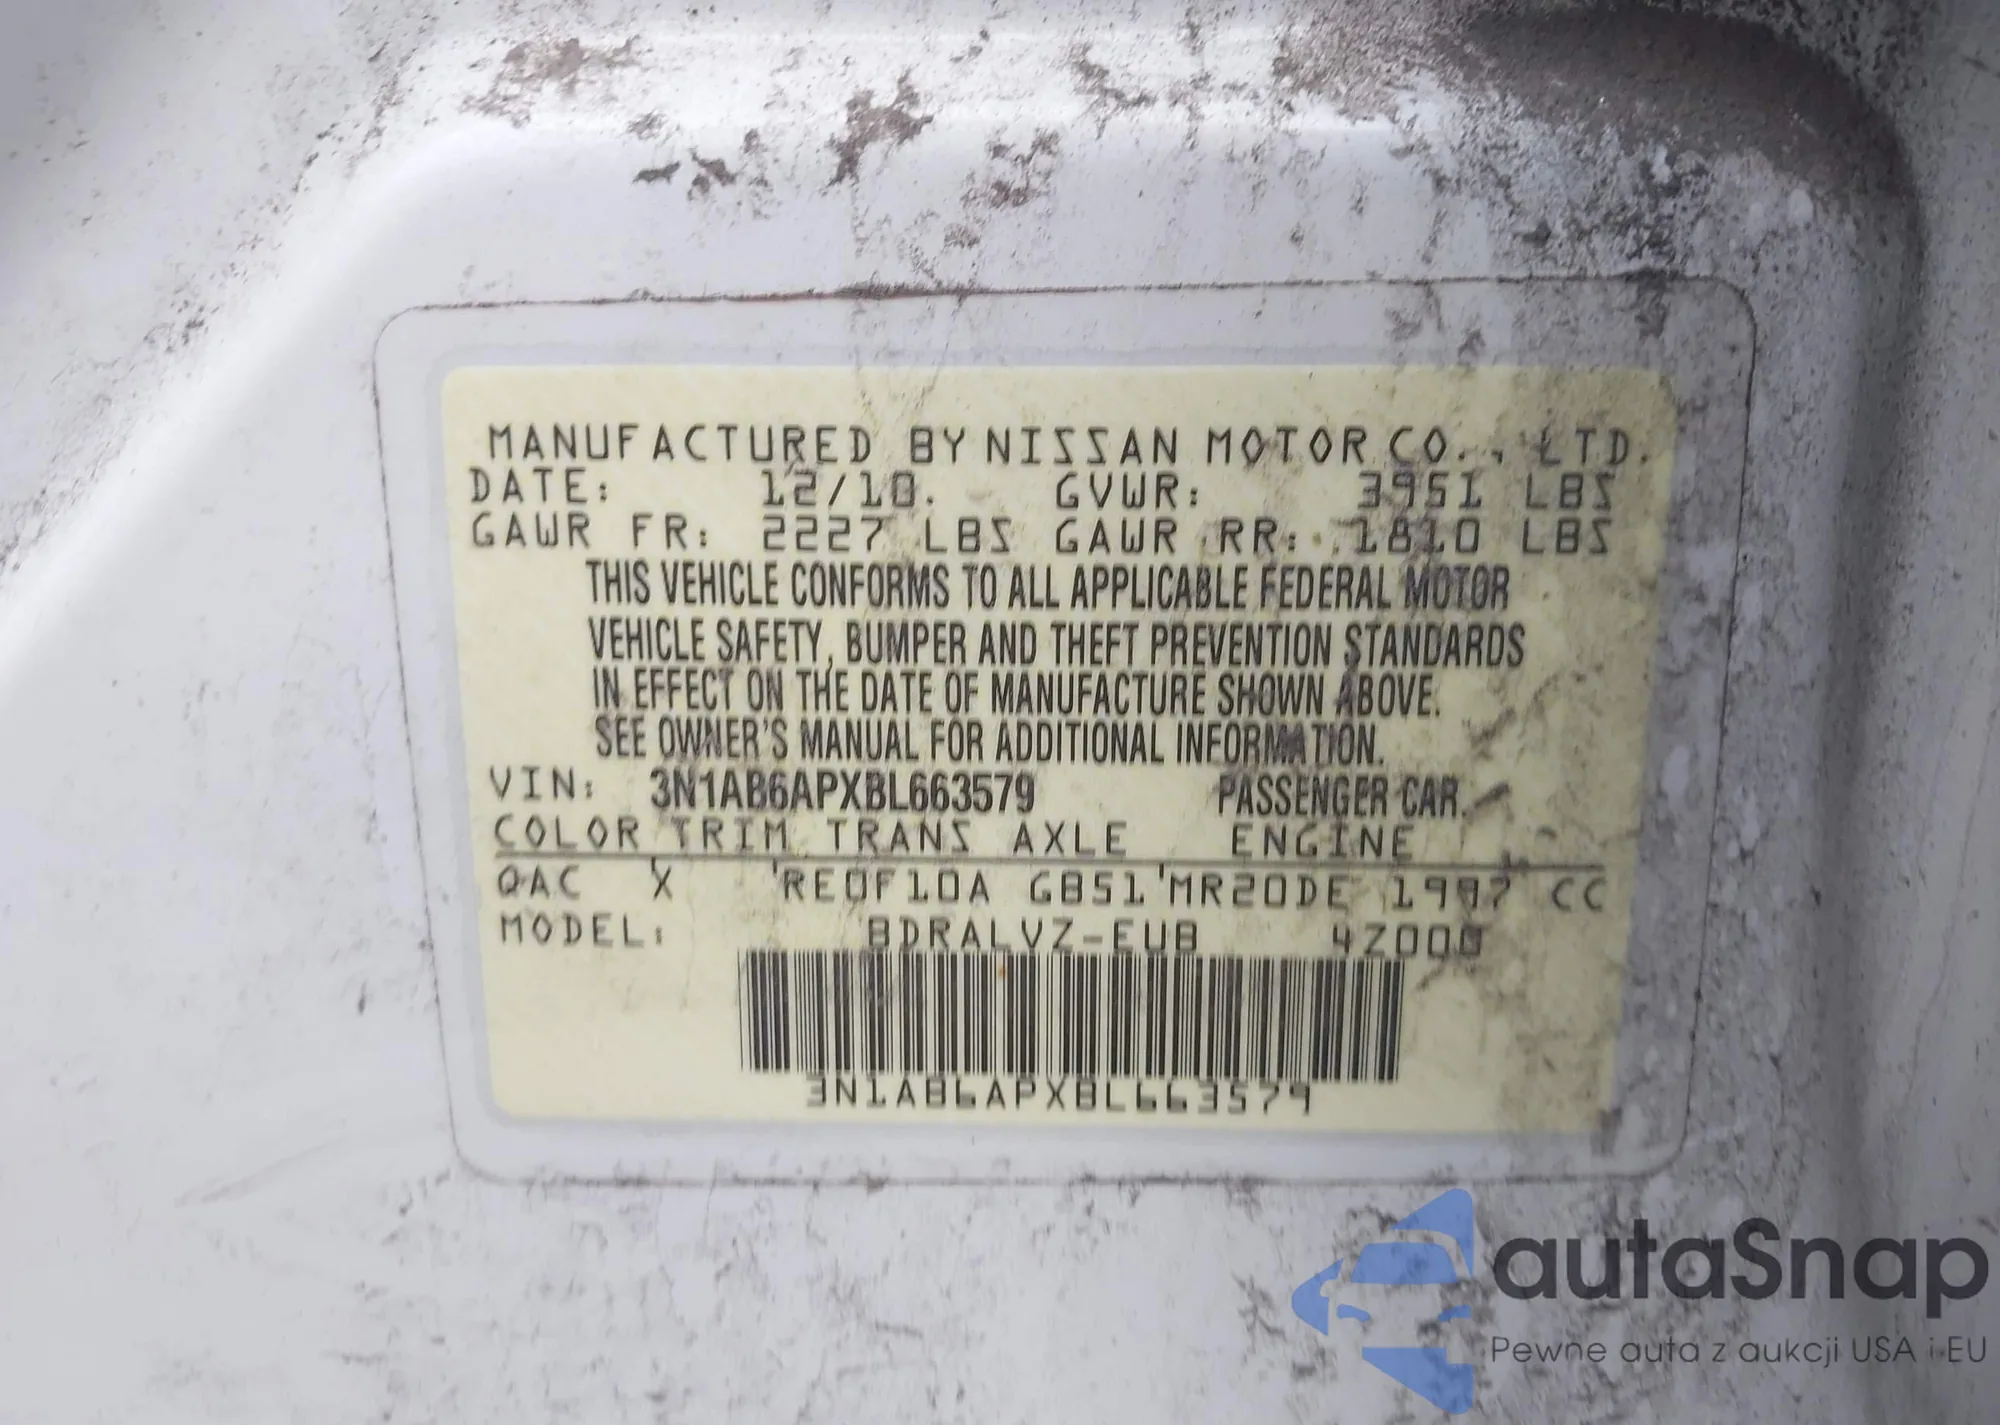 MANUFACTURED BY NISSAN MOTOR CO., LTD.
DATE: 12/10. GVWR: 3951 LBS
GAWR FR: 2227 LBS GAWR RR: 1810 LBS
THIS VEHICLE CONFORMS TO ALL APPLICABLE FEDERAL MOTOR
VEHICLE SAFETY, BUMPER AND THEFT PREVENTION STANDARDS
IN EFFECT ON THE DATE OF MANUFACTURE SHOWN ABOVE.
SEE OWNER'S MANUAL FOR ADDITIONAL INFORMATION.
VIN: 3N1AB6APXBL663579 PASSENGER CAR.
COLOR TRIM TRANS AXLE ENGINE
QAC X RE0F10A GB51 MR20DE 1997 CC
MODEL: BDRALVZ-EUB 4Z000
3N1AB6APXBL663579
autaSnap
Pewne auta z aukcji USA i EU